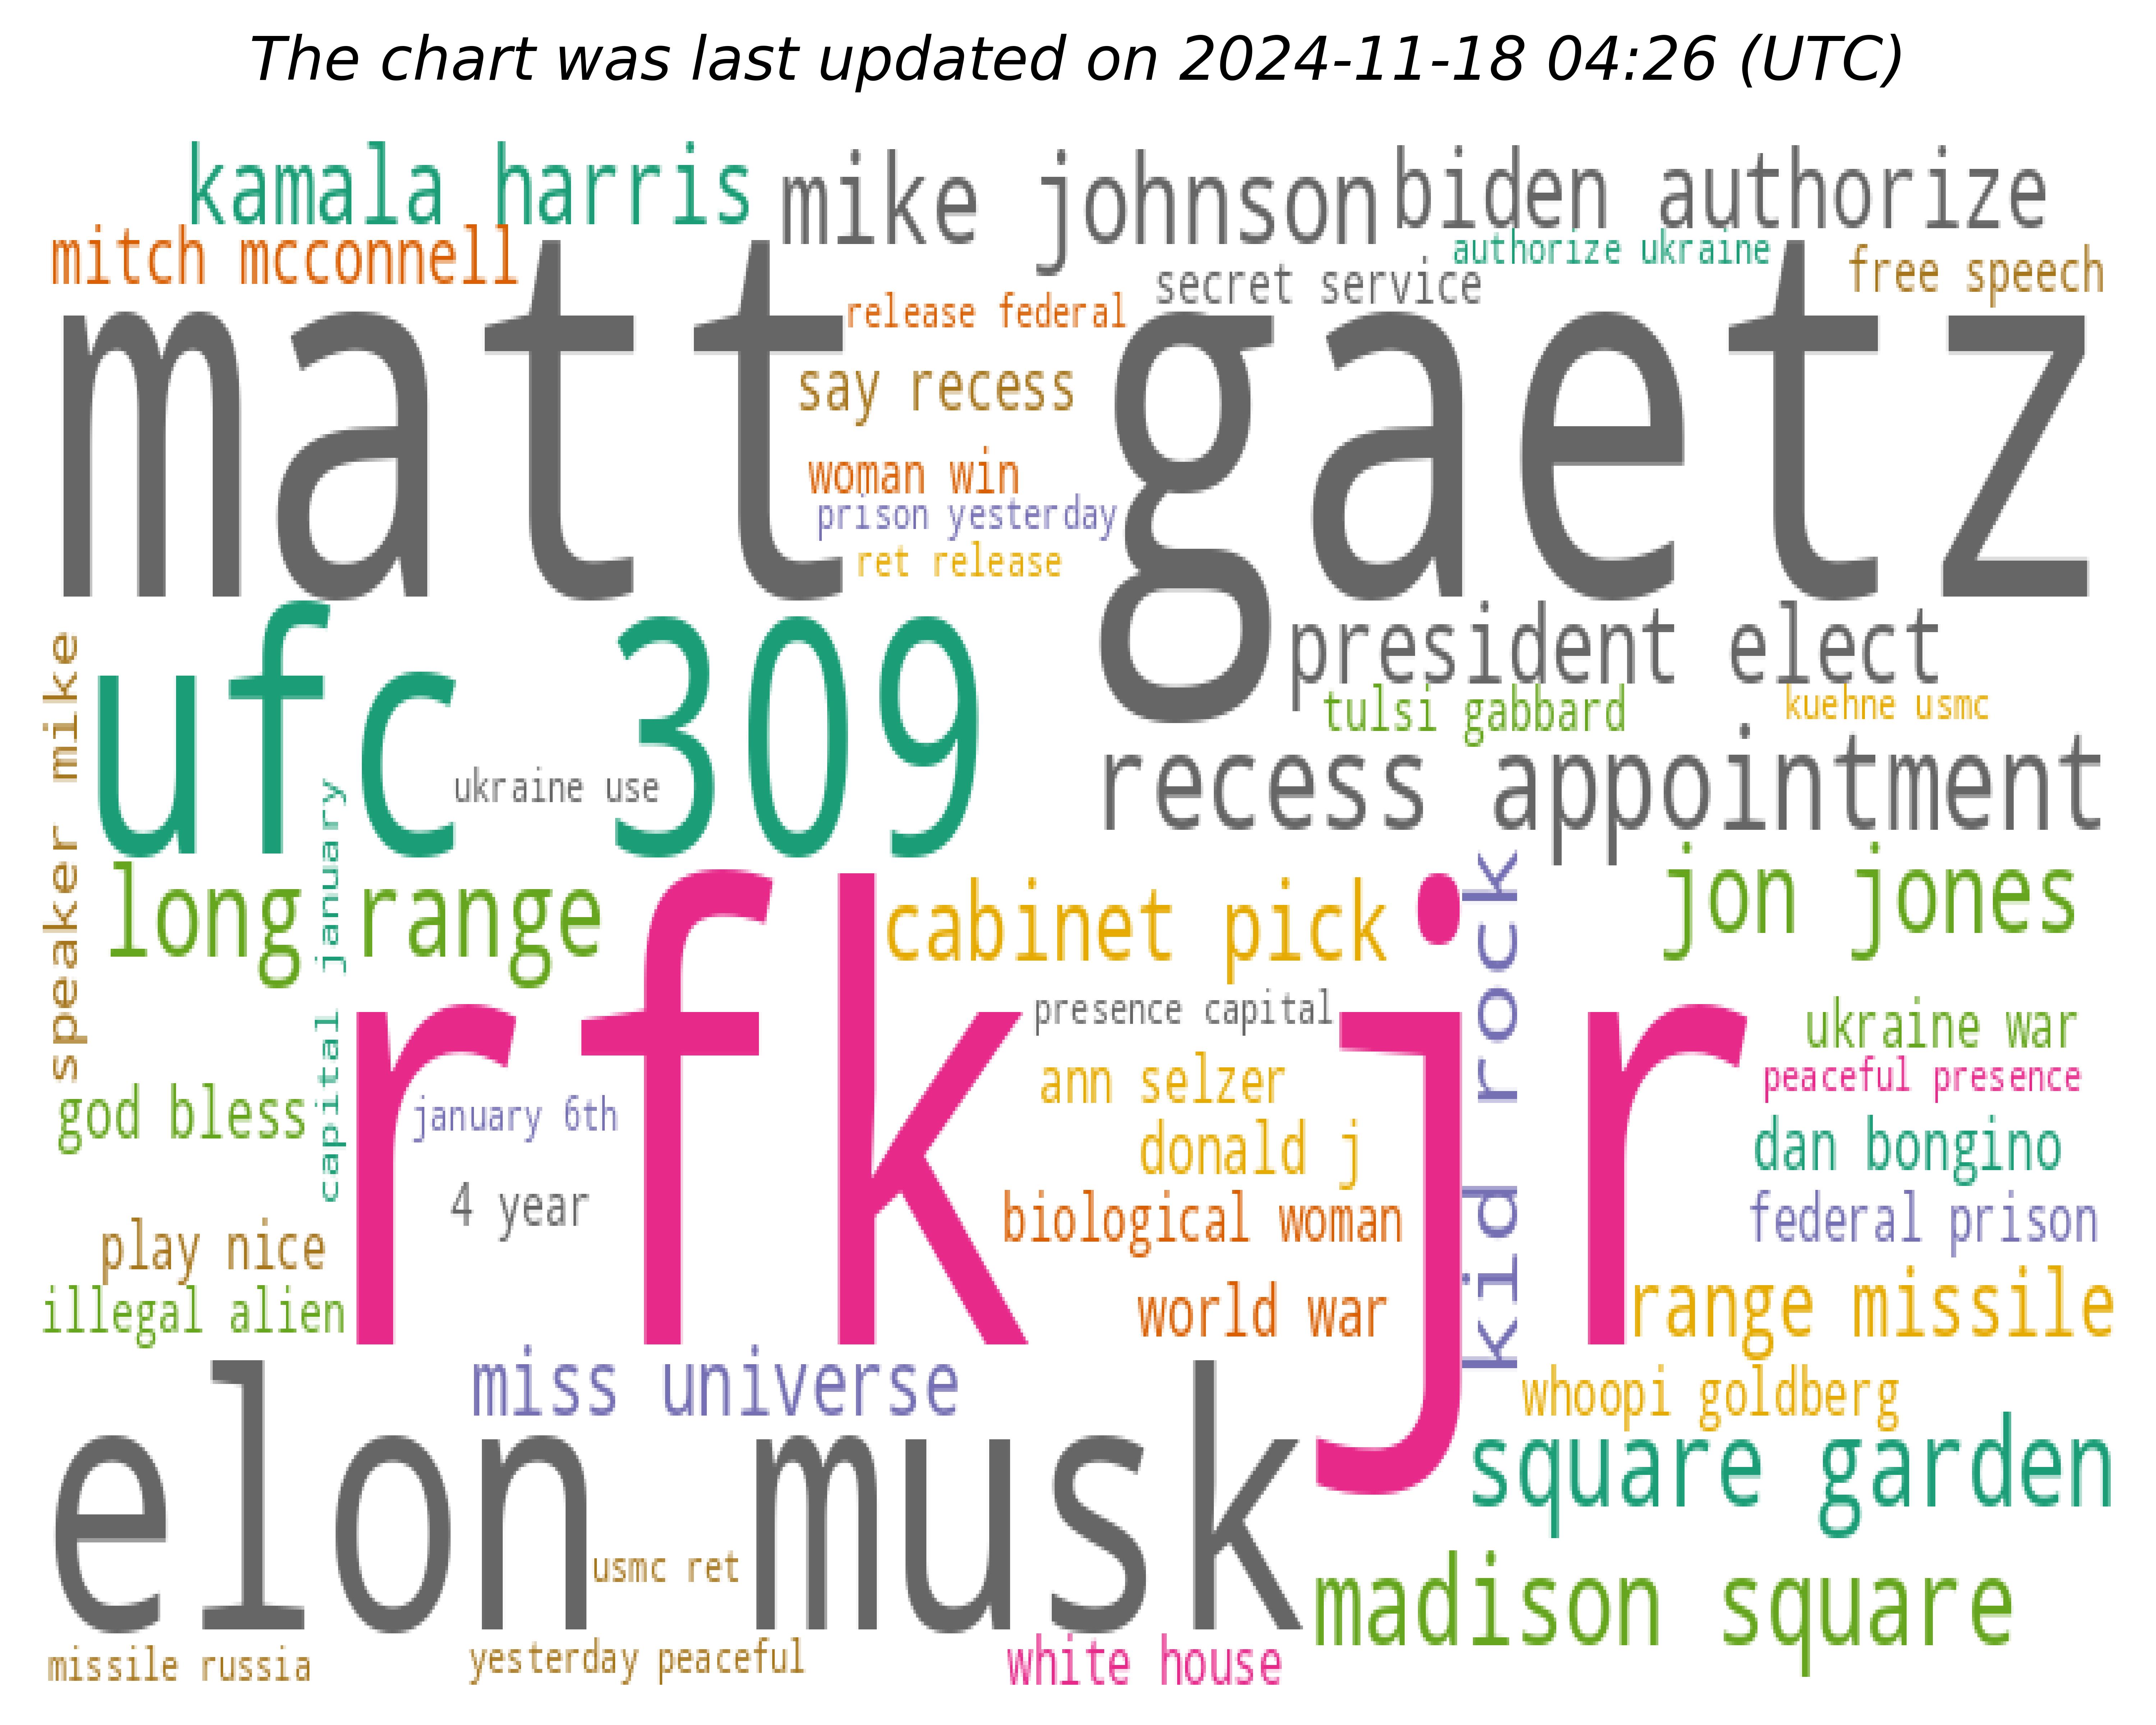 The chart was last updated on 2024-11-18 04:26 (UTC)
kamala harris
mike johnson
biden authorize
mitch mcconnell
authorize ukraine
free speech
secret service
release federal
matt gaetz
say recess
woman win
prison yesterday
ret release
president elect
tulsi gabbard
kuehne usmc
speaker mike
ufc 309
ukraine use
recess appointment
capital january
long range
cabinet pick
kid rock
jon jones
rfk jr
presence capital
ukraine war
ann selzer
peaceful presence
god bless
january 6th
donald j
dan bongino
4 year
biological woman
federal prison
play nice
illegal alien
world war
range missile
miss universe
whoopi goldberg
elon musk
square garden
usmc ret
madison square
missile russia
yesterday peaceful
white house